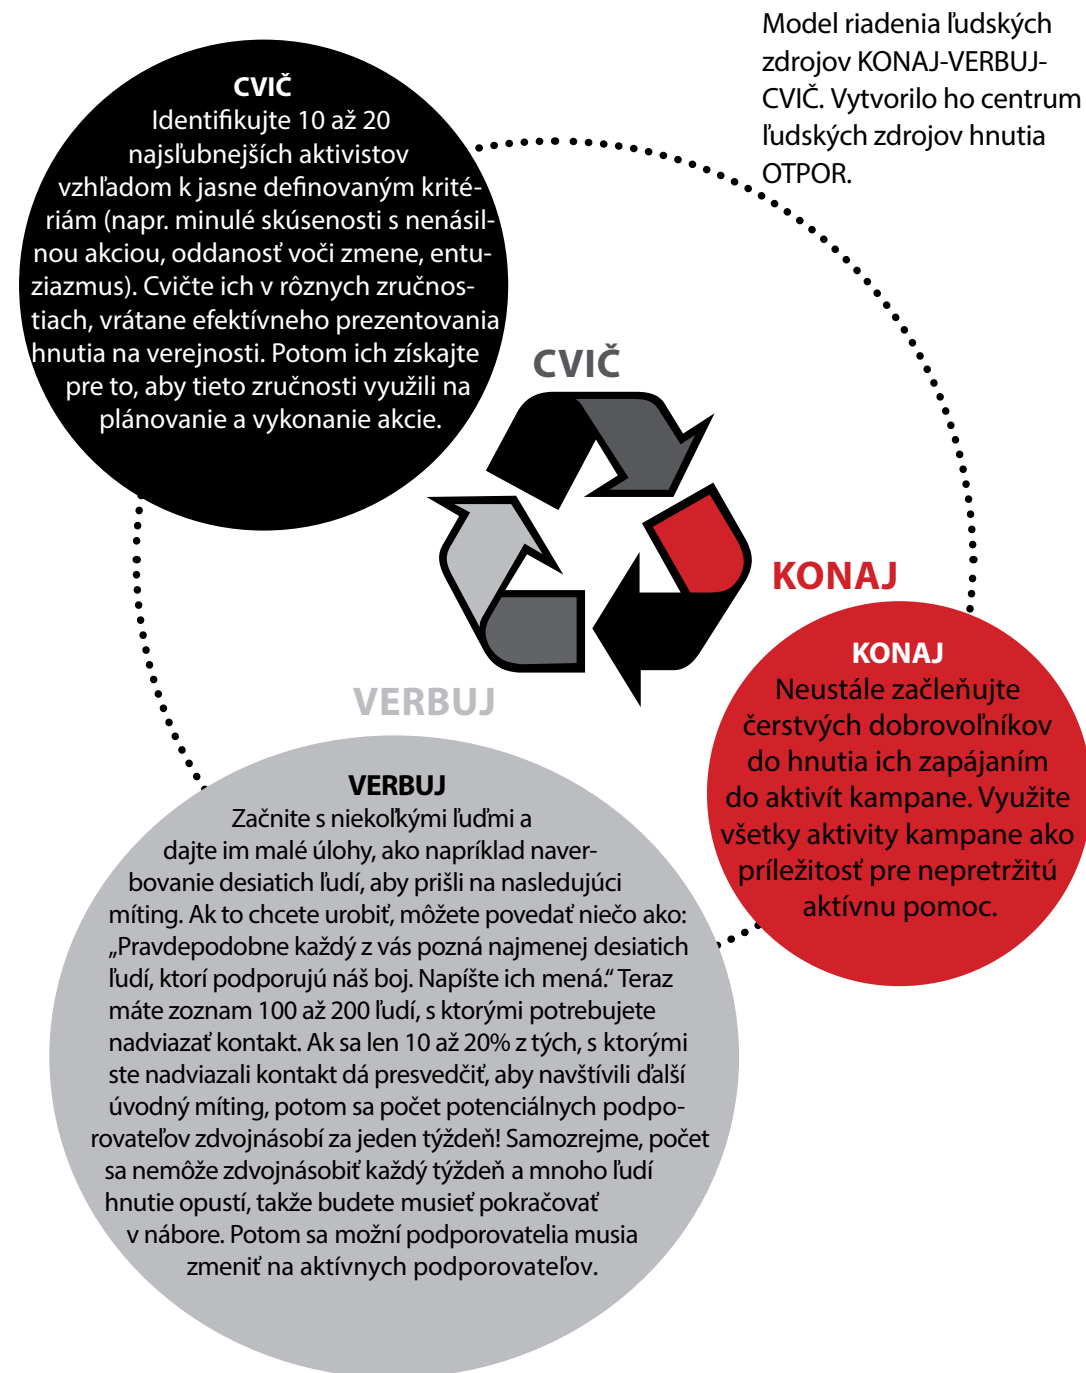 Model riadenia ľudských
zdrojov KONAJ-VERBUJ-
CVIČ. Vytvorilo ho centrum
ľudských zdrojov hnutia
OTPOR.
CVIČ
Identifikujte 10 až 20
najsľubnejších aktivistov
vzhľadom k jasne definovaným krité-
riám (napr. minulé skúsenosti s nenásil-
nou akciou, oddanosť voči zmene, entu-
ziazmus). Cvičte ich v rôznych zručnos-
tiach, vrátane efektívneho prezentovania
hnutia na verejnosti. Potom ich získajte
pre to, aby tieto zručnosti využili na
plánovanie a vykonanie akcie.
CVIČ
KONAJ
VERBUJ
KONAJ
Neustále začleňujte
čerstvých dobrovoľníkov
do hnutia ich zapájaním
do aktivít kampane. Využite
všetky aktivity kampane ako
príležitosť pre nepretržitú
aktívnu pomoc.
VERBUJ
Začnite s niekoľkými ľuďmi a
dajte im malé úlohy, ako napríklad naver-
bovanie desiatich ľudí, aby prišli na nasledujúci
míting. Ak to chcete urobiť, môžete povedať niečo ako:
„Pravdepodobne každý z vás pozná najmenej desiatich
ľudí, ktorí podporujú náš boj. Napíšte ich mená.“ Teraz
máte zoznam 100 až 200 ľudí, s ktorými potrebujete
nadviazať kontakt. Ak sa len 10 až 20% z tých, s ktorými
ste nadviazali kontakt dá presvedčiť, aby navštívili ďalší
úvodný míting, potom sa počet potenciálnych podpo-
rovateľov zdvojnásobí za jeden týždeň! Samozrejme, počet
sa nemôže zdvojnásobiť každý týždeň a mnoho ľudí
hnutie opustí, takže budete musieť pokračovať
v nábore. Potom sa možní podporovatelia musia
zmeniť na aktívnych podporovateľov.